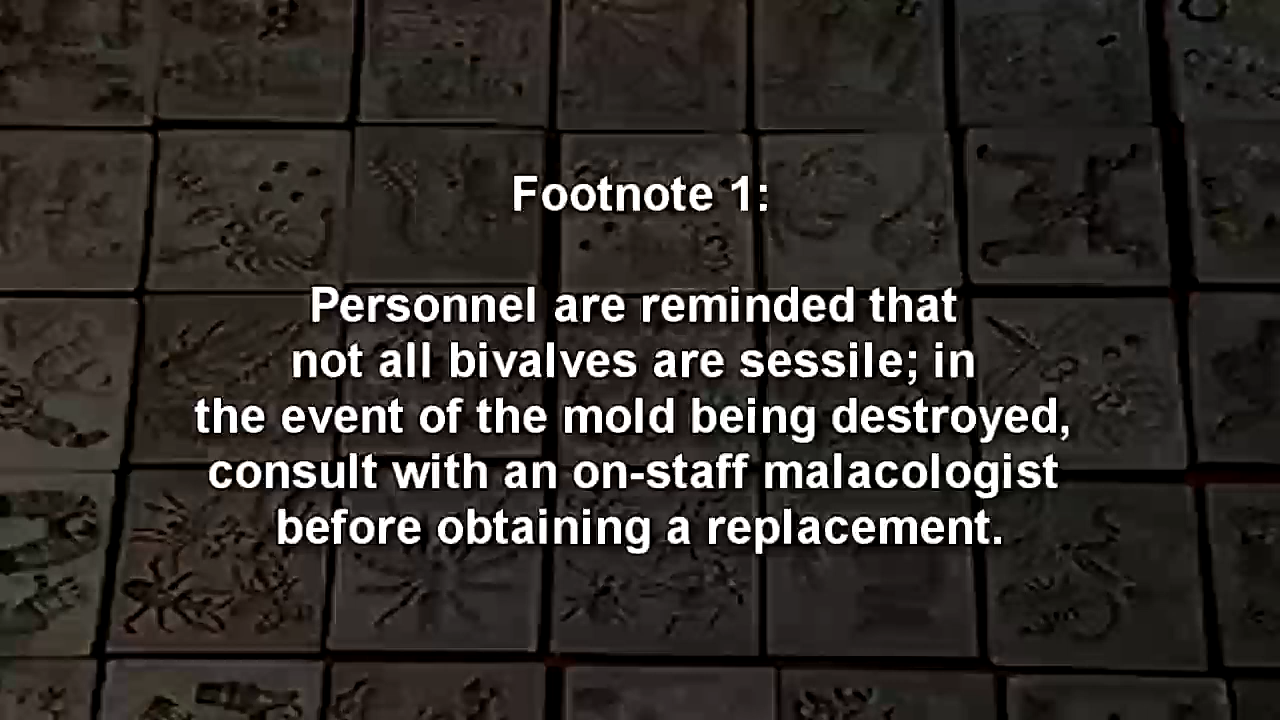 Footnote 1:
Personnel are reminded that
not all bivalves are sessile; in
the event of the mold being destroyed,
consult with an on-staff malacologist
before obtaining a replacement.